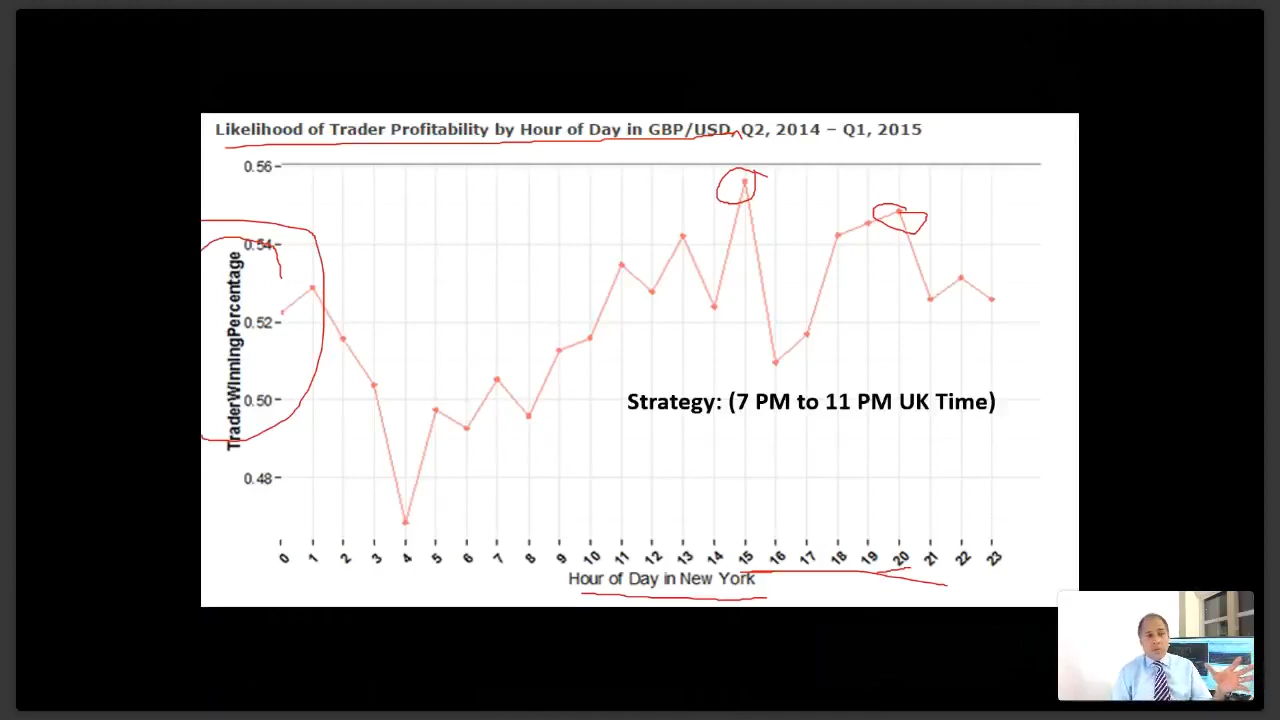 Likelihood of Trader Profitability by Hour of Day in GBP/USD, Q2, 2014 – Q1, 2015
TraderWinningPercentage
0.56
0.54
0.52
0.50
0.48
Strategy: (7 PM to 11 PM UK Time)
0 1 2 3 4 5 6 7 8 9 10 11 12 13 14 15 16 17 18 19 20 21 22 23
Hour of Day in New York